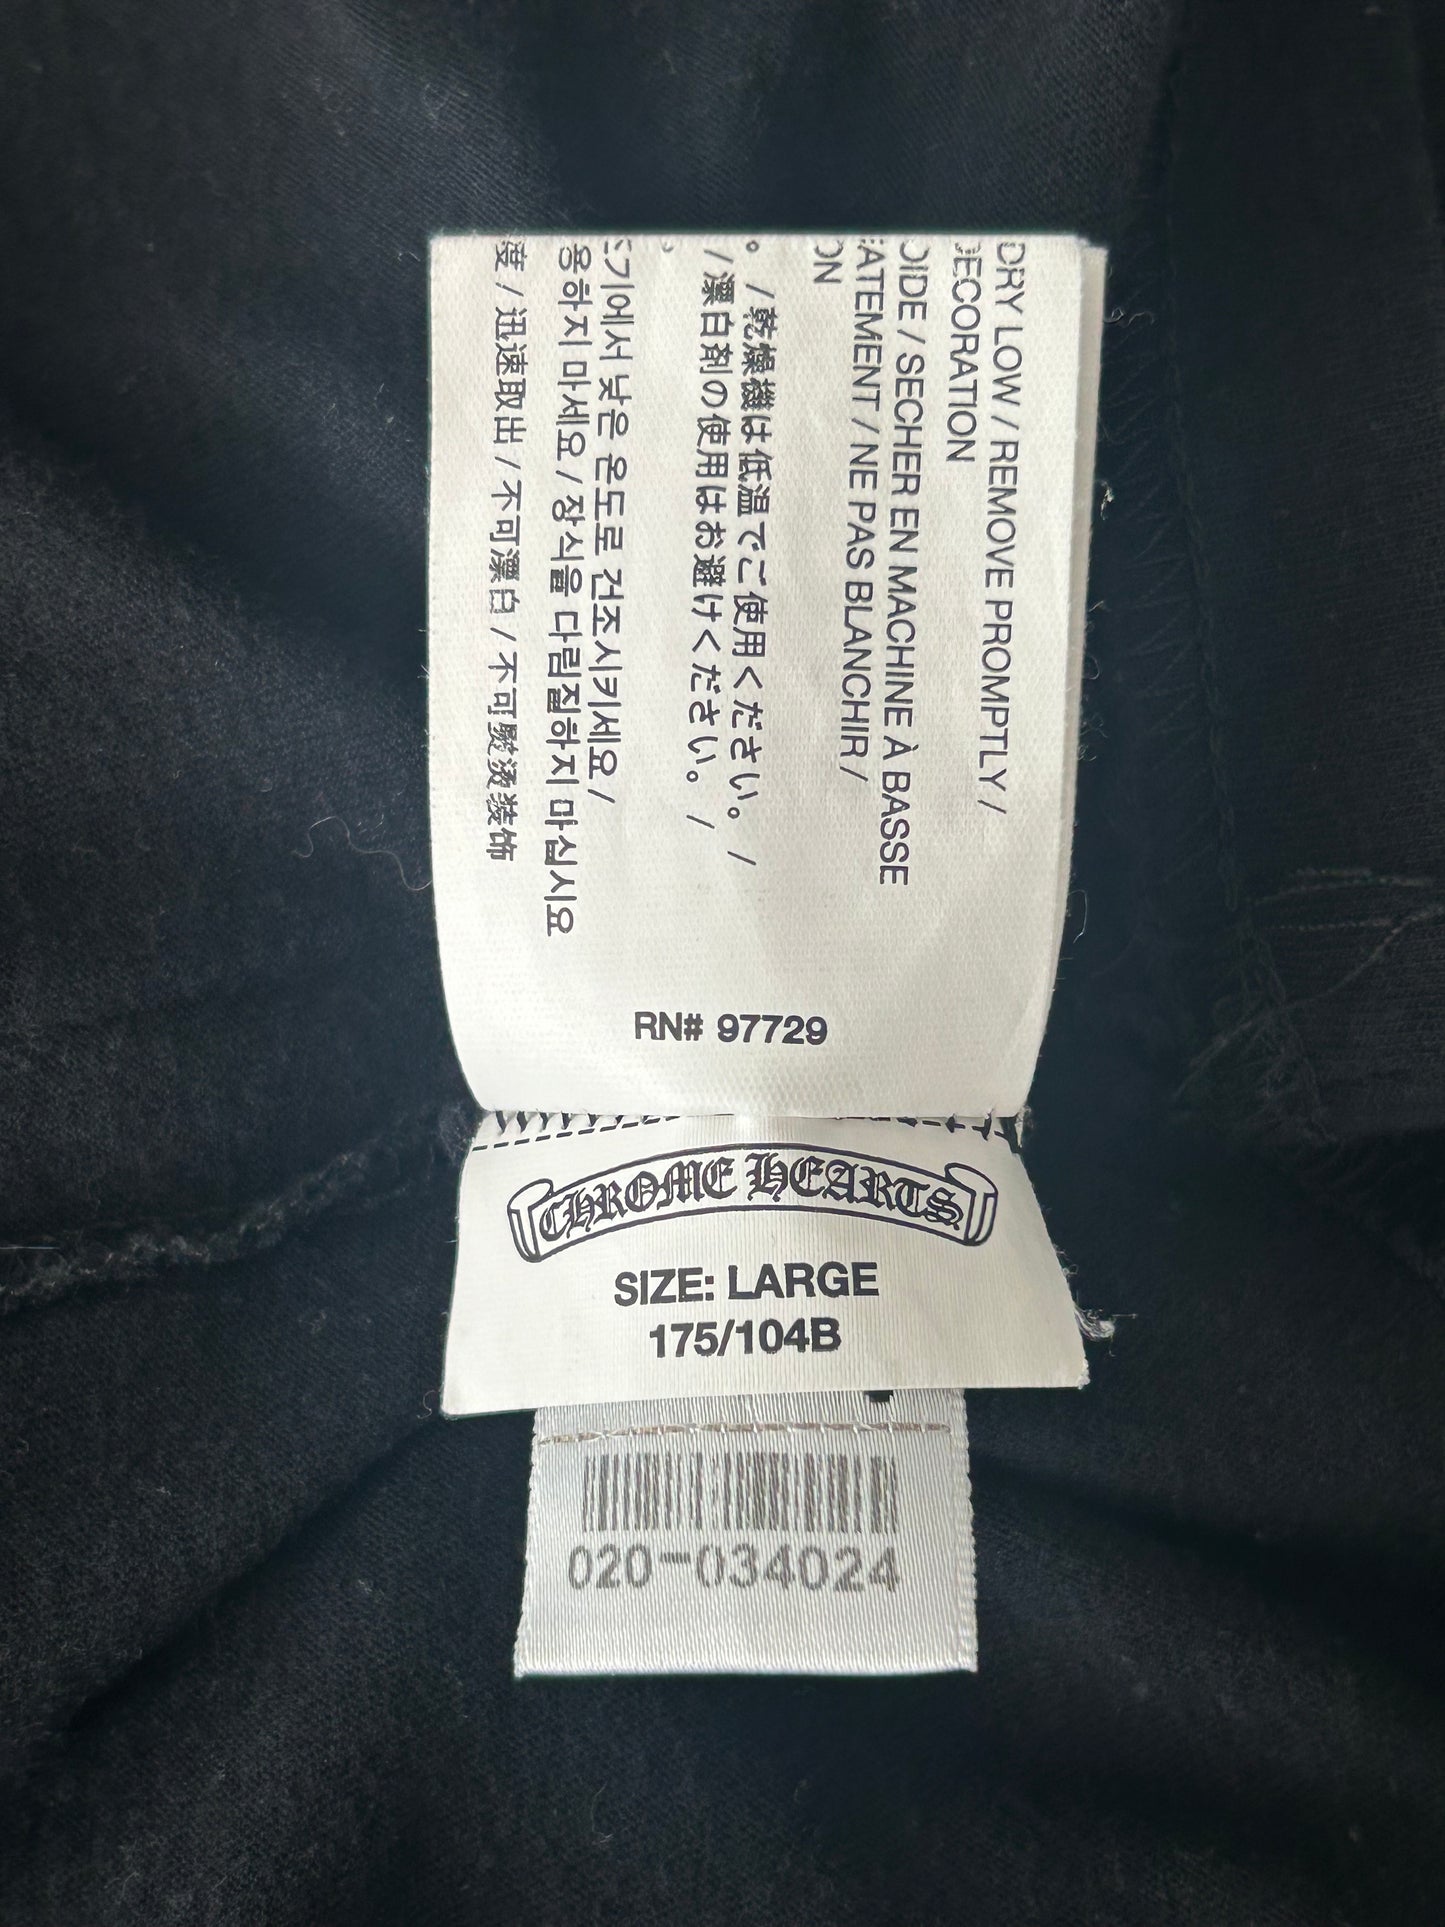 DRY LOW / REMOVE PROMPTLY /
DECORATION
OIDE / SECHER EN MACHINE À BASSE
EATEMENT / NE PAS BLANCHIR /
ON
。 / 乾燥機は低温でご使用ください。 /
/ 漂白剤の使用はお避けください。 /
기에서 낮은 온도로 건조시키세요 /
용하지 마세요 / 장식을 다림질하지 마십시요
度 / 迅速取出 / 不可漂白 / 不可熨烫装饰
RN# 97729
CHROME HEARTS
SIZE: LARGE
175/104B
020-034024